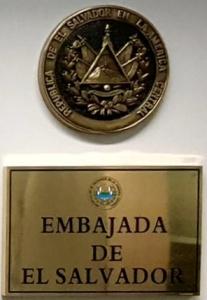 REPUBLICA DE EL SALVADOR EN LA AMERICA CENTRAL
EMBAJADA
DE
EL SALVADOR